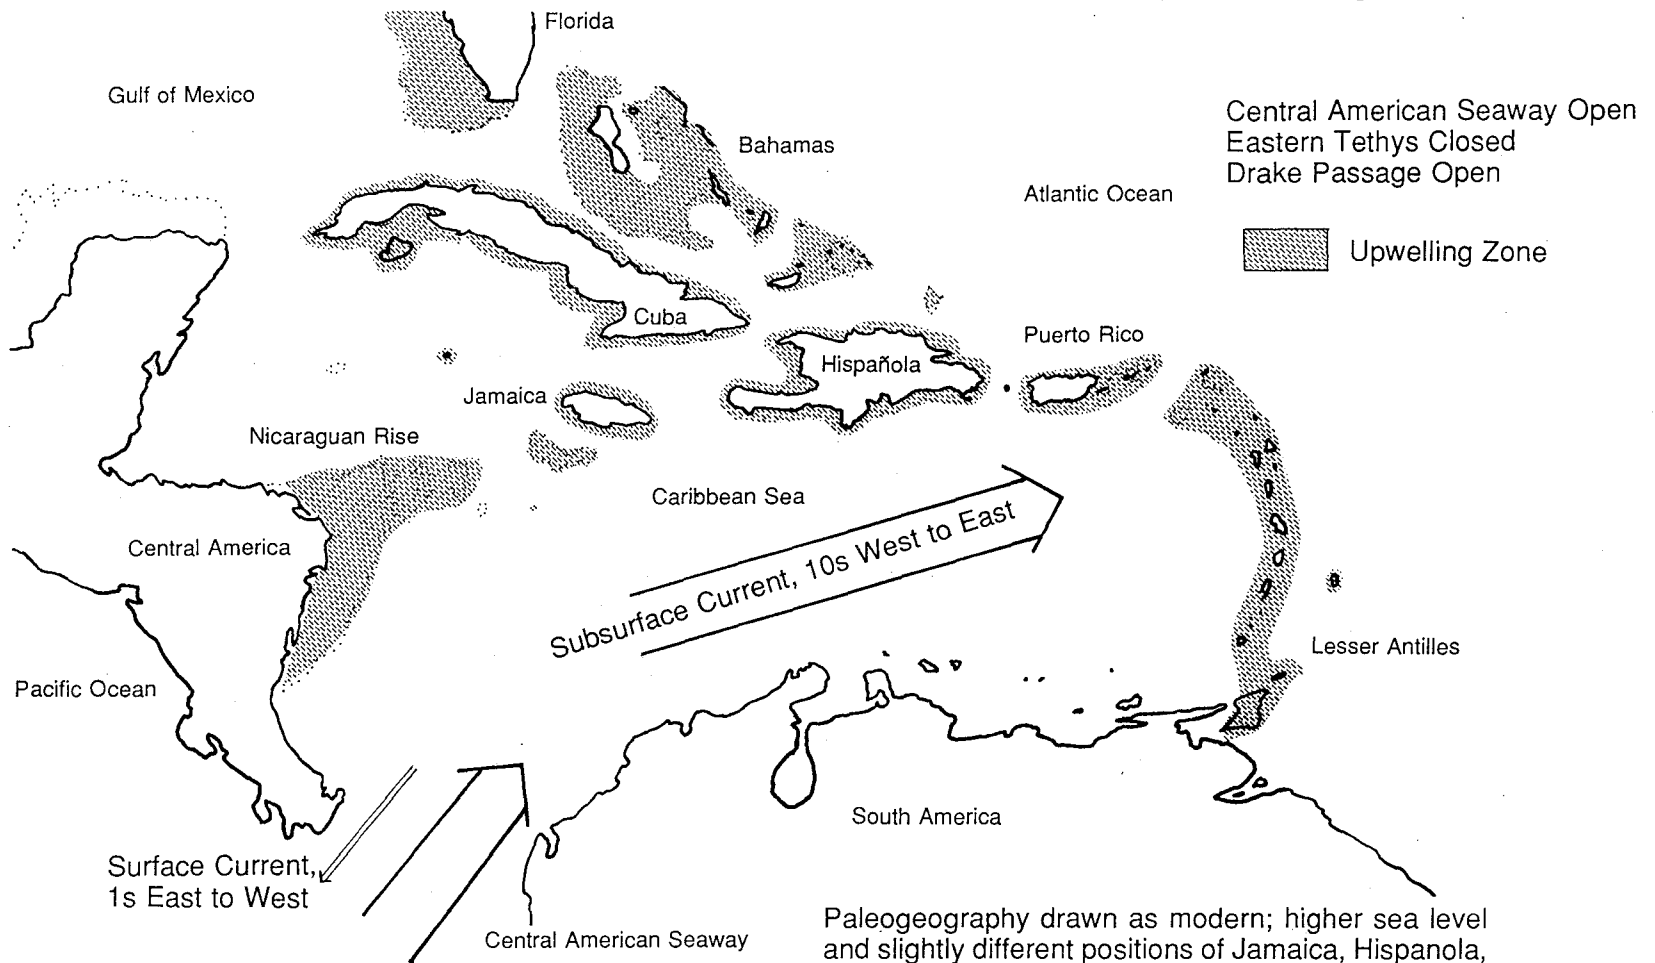 Florida
Gulf of Mexico
Central American Seaway Open
Eastern Tethys Closed
Drake Passage Open
Bahamas
Atlantic Ocean
Upwelling Zone
Cuba
Puerto Rico
Hispañola
Jamaica
Nicaraguan Rise
Caribbean Sea
Subsurface Current, 10s West to East
Central America
Lesser Antilles
Pacific Ocean
South America
Surface Current,
1s East to West
Central American Seaway
Paleogeography drawn as modern; higher sea level
and slightly different positions of Jamaica, Hispanola,